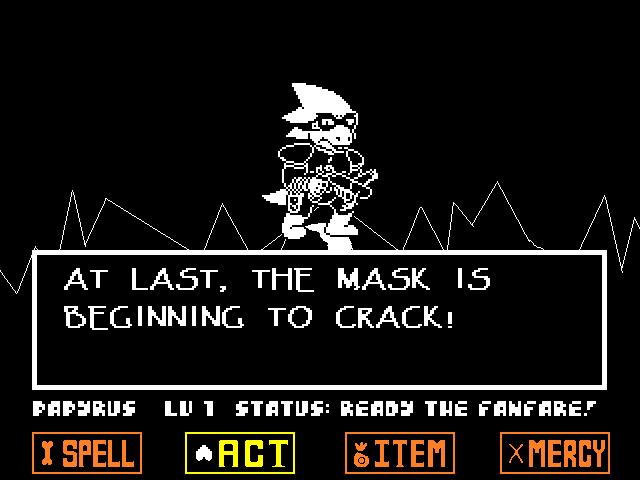 AT LAST, THE MASK IS
BEGINNING TO CRACK!
PAPYRUS LV 1 STATUS: READY THE FANFARE!
SPELL ACT ITEM MERCY